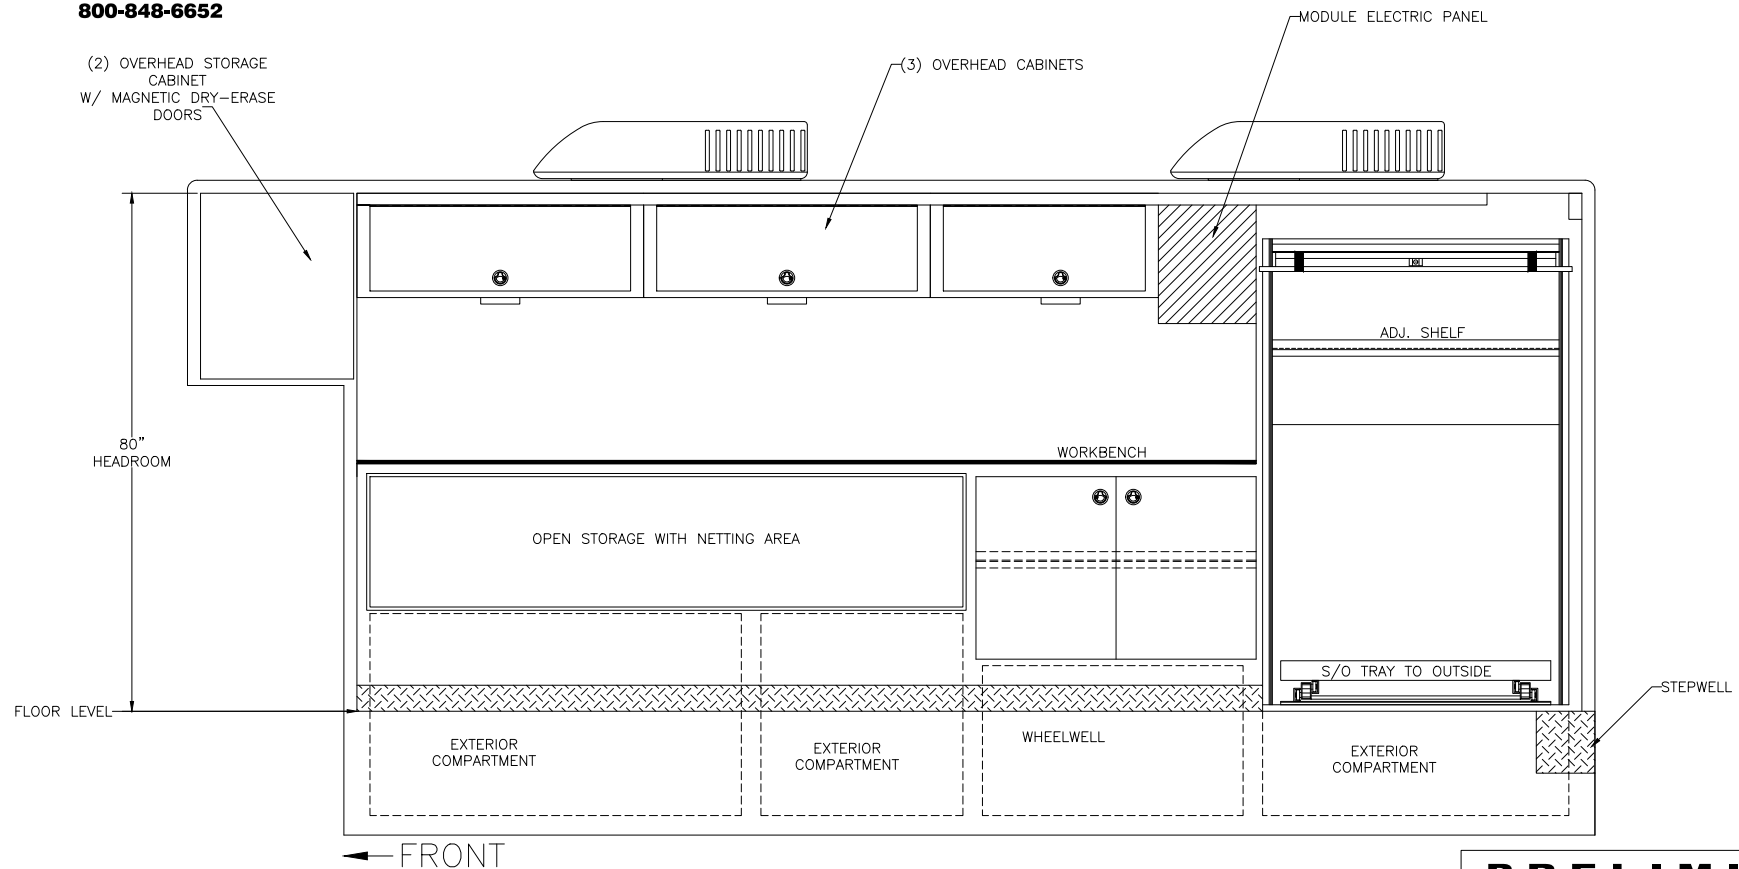 800-848-6652
MODULE ELECTRIC PANEL
(2) OVERHEAD STORAGE
CABINET
W/ MAGNETIC DRY-ERASE
DOORS
(3) OVERHEAD CABINETS
ADJ. SHELF
80"
HEADROOM
WORKBENCH
OPEN STORAGE WITH NETTING AREA
S/O TRAY TO OUTSIDE
STEPWELL
FLOOR LEVEL
EXTERIOR
COMPARTMENT
EXTERIOR
COMPARTMENT
WHEELWELL
EXTERIOR
COMPARTMENT
FRONT